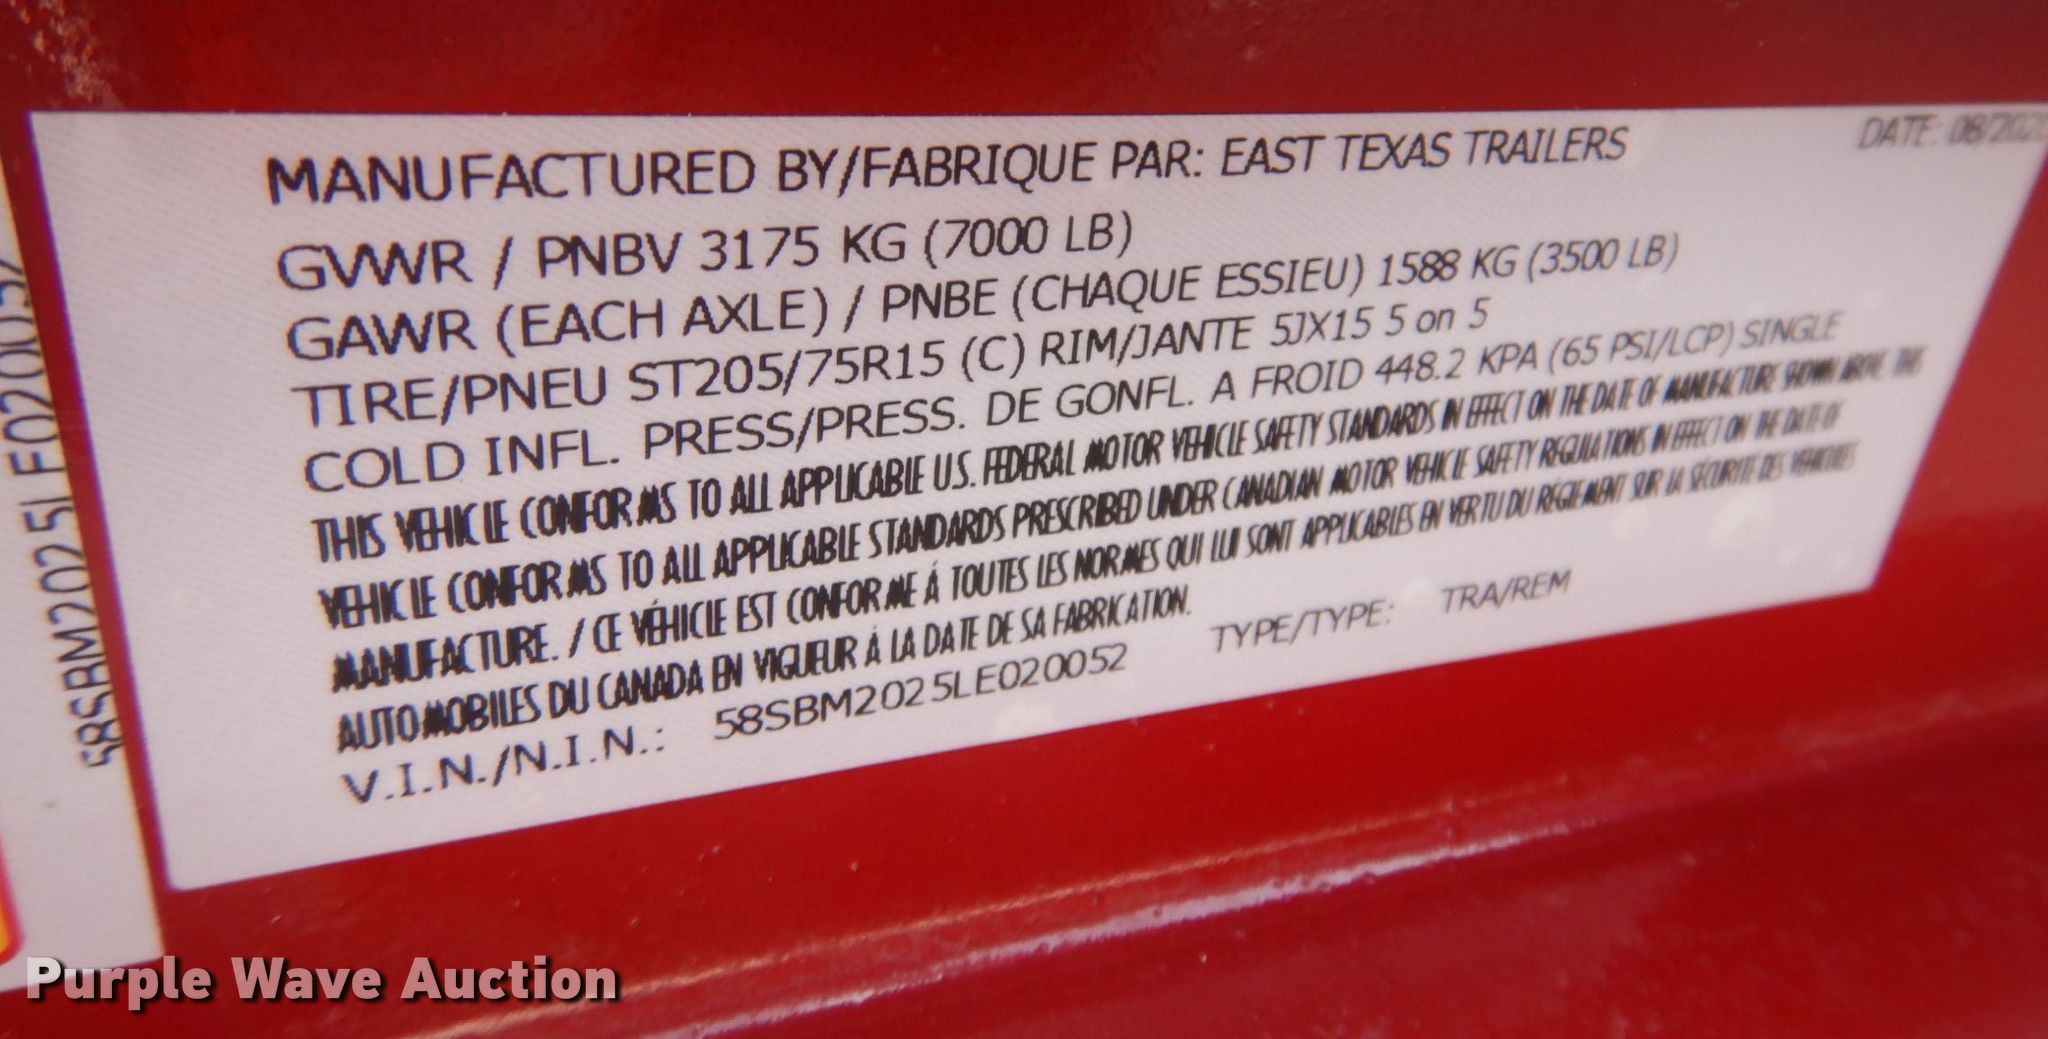 MANUFACTURED BY/FABRIQUE PAR: EAST TEXAS TRAILERS DATE: 08/2020
GVWR / PNBV 3175 KG (7000 LB)
GAWR (EACH AXLE) / PNBE (CHAQUE ESSIEU) 1588 KG (3500 LB)
TIRE/PNEU ST205/75R15 (C) RIM/JANTE 5JX15 5 on 5
COLD INFL. PRESS/PRESS. DE GONFL. A FROID 448.2 KPA (65 PSI/LCP) SINGLE
THIS VEHICLE CONFORMS TO ALL APPLICABLE U.S. FEDERAL MOTOR VEHICLE SAFETY STANDARDS IN EFFECT ON THE DATE OF MANUFACTURE SHOWN ABOVE. THIS
VEHICLE CONFORMS TO ALL APPLICABLE STANDARDS PRESCRIBED UNDER CANADIAN MOTOR VEHICLE SAFETY REGULATIONS IN EFFECT ON THE DATE OF
MANUFACTURE. / CE VÉHICLE EST CONFORME À TOUTES LES NORMES QUI LUI SONT APPLICABLES EN VERTU DU RÉGIEMENT SUR LA SÉCURITÉ DES VÉHICULES
AUTOMOBILES DU CANADA EN VIGUEUR À LA DATE DE SA FABRICATION.
V.I.N./N.I.N.: 58SBM2025LE020052 TYPE/TYPE: TRA/REM
58SBM2025LE020052
Purple Wave Auction